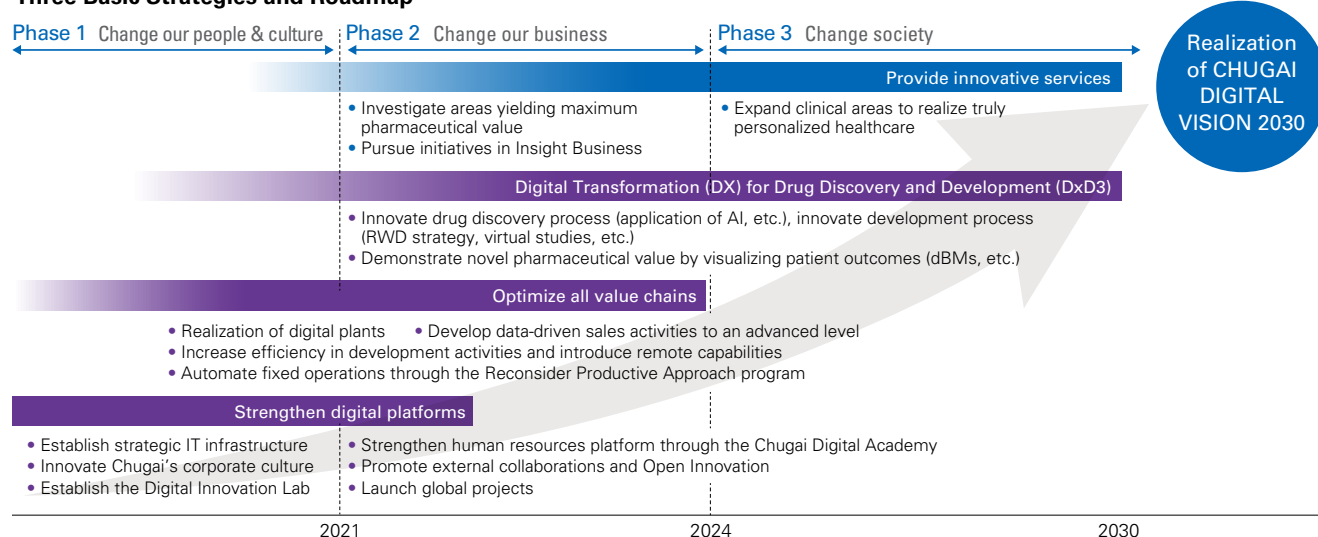 Three Basic Strategies and Roadmap
Phase 1 Change our people & culture
Phase 2 Change our business
Phase 3 Change society
Realization
of CHUGAI
DIGITAL
VISION 2030
Provide innovative services
• Investigate areas yielding maximum
pharmaceutical value
• Pursue initiatives in Insight Business
• Expand clinical areas to realize truly
personalized healthcare
Digital Transformation (DX) for Drug Discovery and Development (DxD3)
• Innovate drug discovery process (application of AI, etc.), innovate development process
(RWD strategy, virtual studies, etc.)
• Demonstrate novel pharmaceutical value by visualizing patient outcomes (dBMs, etc.)
Optimize all value chains
• Realization of digital plants • Develop data-driven sales activities to an advanced level
• Increase efficiency in development activities and introduce remote capabilities
• Automate fixed operations through the Reconsider Productive Approach program
Strengthen digital platforms
• Establish strategic IT infrastructure
• Innovate Chugai's corporate culture
• Establish the Digital Innovation Lab
• Strengthen human resources platform through the Chugai Digital Academy
• Promote external collaborations and Open Innovation
• Launch global projects
2021
2024
2030